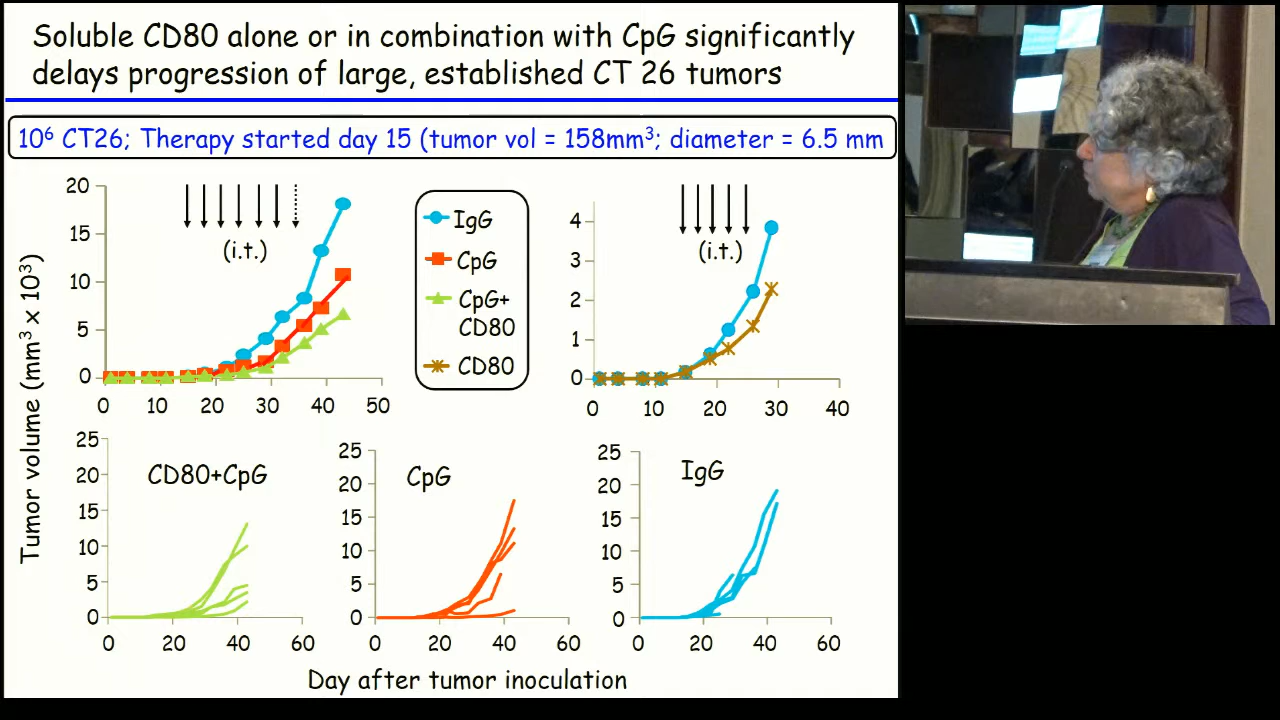 Soluble CD80 alone or in combination with CpG significantly
delays progression of large, established CT 26 tumors
10⁶ CT26; Therapy started day 15 (tumor vol = 158mm³; diameter = 6.5 mm
Tumor volume (mm³ x 10³)
20
15
10
5
0
0 10 20 30 40 50
(i.t.)
IgG
CpG
CpG+
CD80
CD80
4
3
2
1
0
0 10 20 30 40
(i.t.)
25
20
15
10
5
0
0 20 40 60
CD80+CpG
25
20
15
10
5
0
0 20 40 60
CpG
25
20
15
10
5
0
0 20 40 60
IgG
Day after tumor inoculation